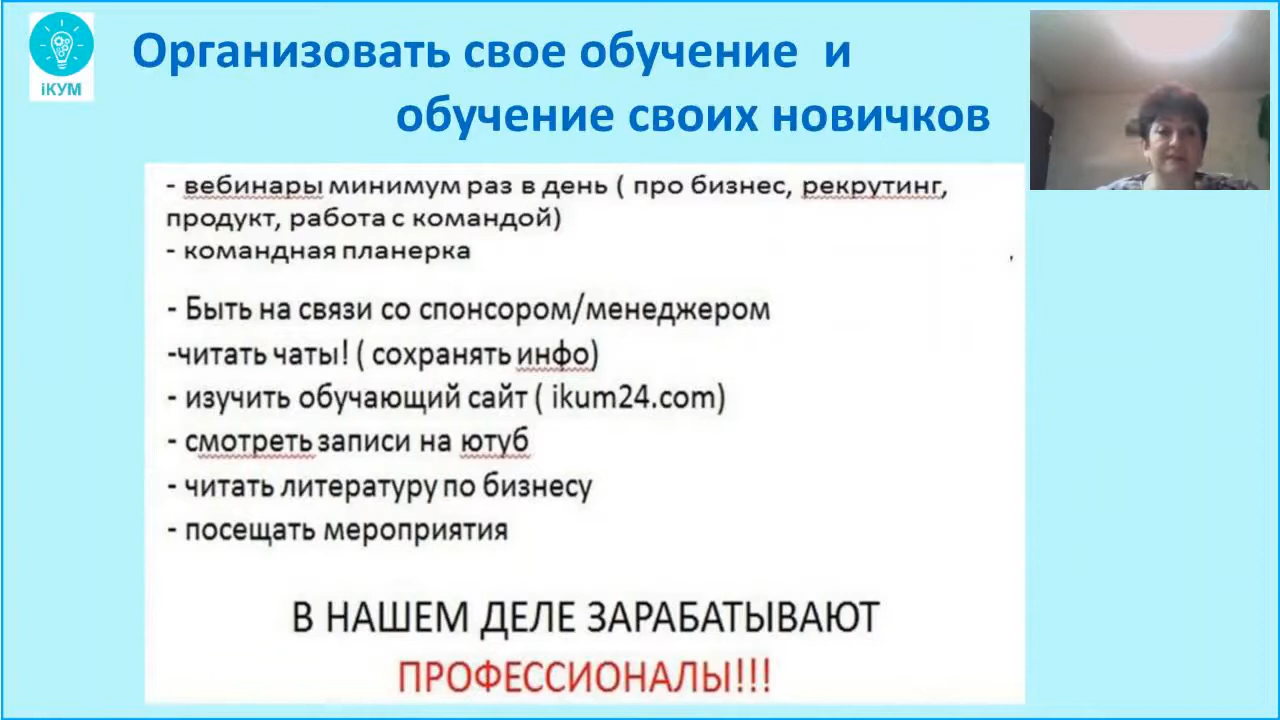 iКУМ
Организовать свое обучение и
обучение своих новичков
- вебинары минимум раз в день ( про бизнес, рекрутинг,
продукт, работа с командой)
- командная планерка
- Быть на связи со спонсором/менеджером
-читать чаты! ( сохранять инфо)
- изучить обучающий сайт ( ikum24.com)
- смотреть записи на ютуб
- читать литературу по бизнесу
- посещать мероприятия
В НАШЕМ ДЕЛЕ ЗАРАБАТЫВАЮТ
ПРОФЕССИОНАЛЫ!!!